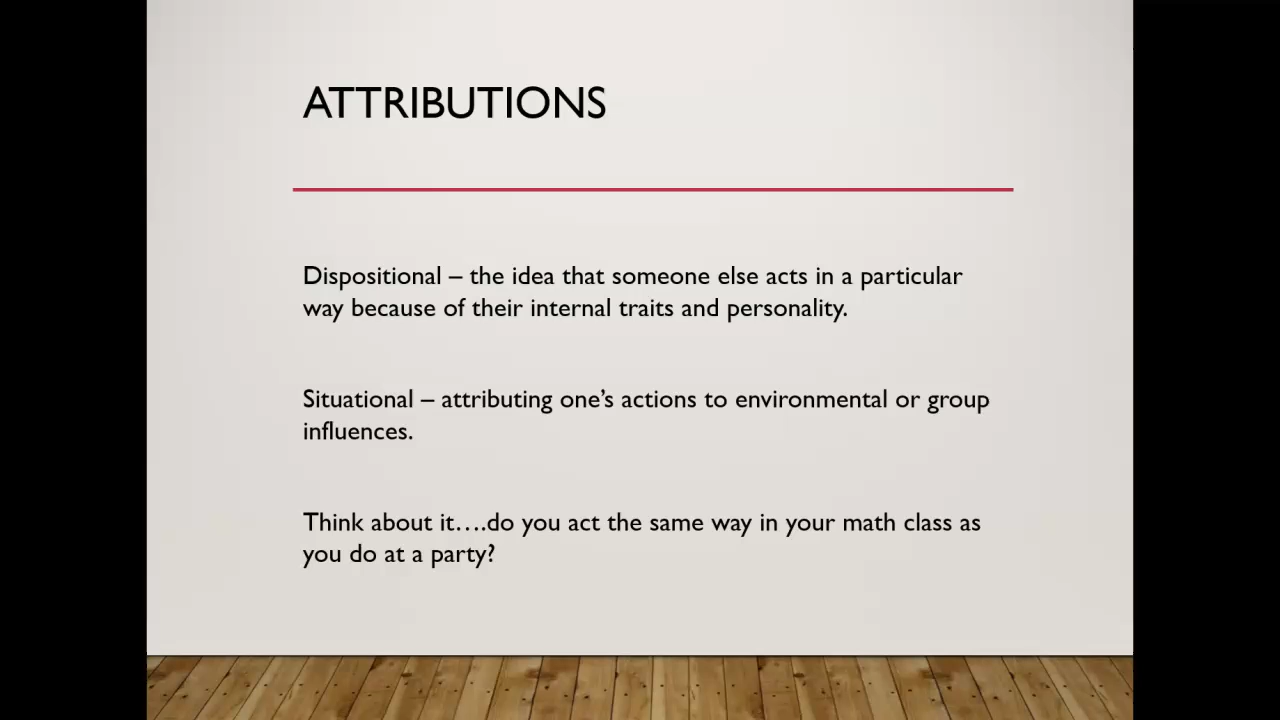 ATTRIBUTIONS
Dispositional – the idea that someone else acts in a particular
way because of their internal traits and personality.
Situational – attributing one’s actions to environmental or group
influences.
Think about it….do you act the same way in your math class as
you do at a party?